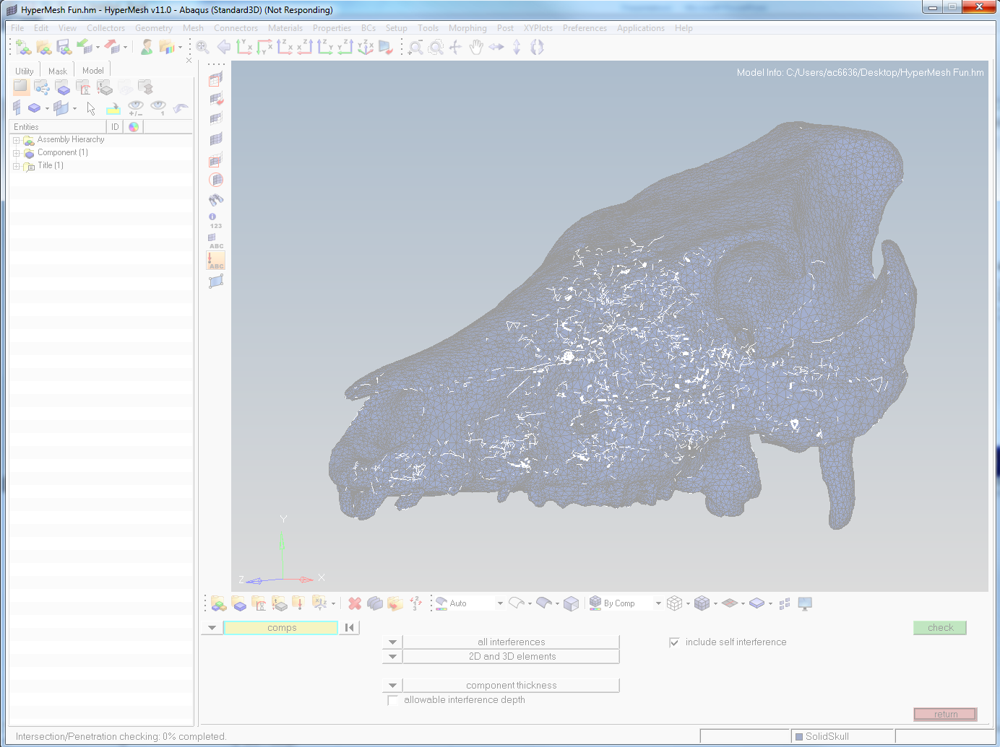 HyperMesh Fun.hm - HyperMesh v11.0 - Abaqus (Standard3D) (Not Responding)
File Edit View Collectors Geometry Mesh Connectors Materials Properties BCs Setup Tools Morphing Post XYPlots Preferences Applications Help
Utility Mask Model
Entities ID
Assembly Hierarchy
Component (1)
Title (1)
123
ABC
ABC
Model Info: C:/Users/ac6636/Desktop/HyperMesh Fun.hm
Y
Z X
Auto By Comp
comps check
all interferences include self interference
2D and 3D elements
component thickness
allowable interference depth
return
Intersection/Penetration checking: 0% completed. SolidSkull